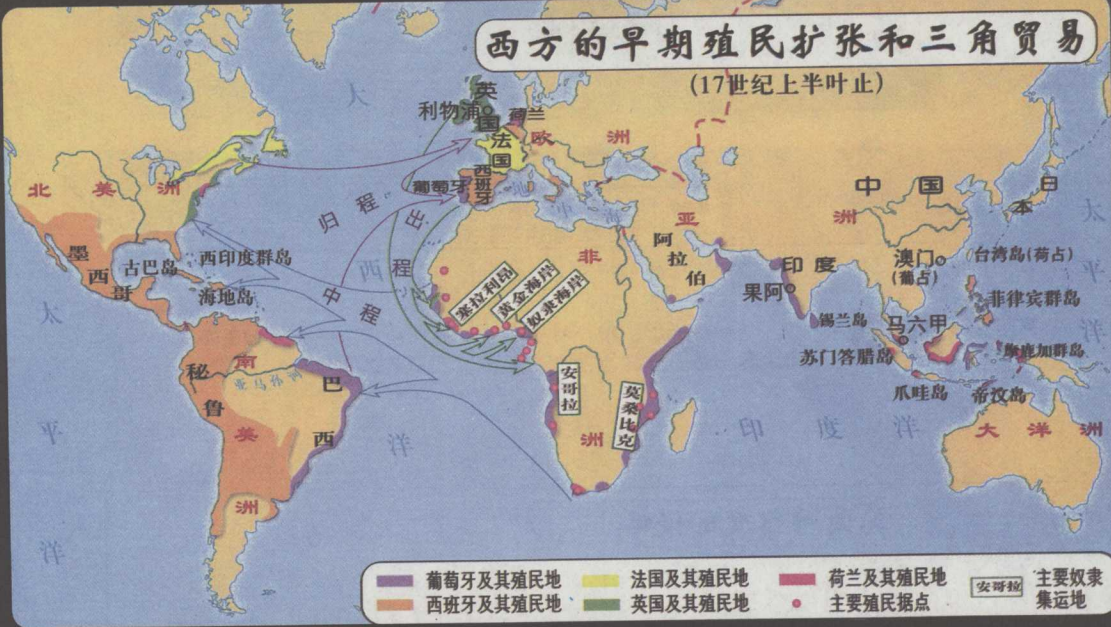 西方的早期殖民扩张和三角贸易
(17世纪上半叶止)
大
西
洋
英
国
利物浦
荷兰
法
国
欧
洲
葡萄牙
西
班
牙
地
中
海
北
美
洲
墨
西
哥
古巴岛
西印度群岛
海地岛
归
程
出
程
中
程
非
洲
塞拉利昂
黄金海岸
奴隶海岸
安哥拉
莫桑比克
阿
拉
伯
亚
洲
中
国
日
本
印度
果阿
锡兰岛
澳门
(葡占)
台湾岛(荷占)
菲律宾群岛
马六甲
苏门答腊岛
爪哇岛
帝汶岛
南
美
洲
秘
鲁
亚马孙河
巴
西
太
平
洋
太
平
洋
印
度
洋
大
洋
洲
葡萄牙及其殖民地
法国及其殖民地
荷兰及其殖民地
西班牙及其殖民地
英国及其殖民地
主要殖民据点
安哥拉
主要奴隶
集运地